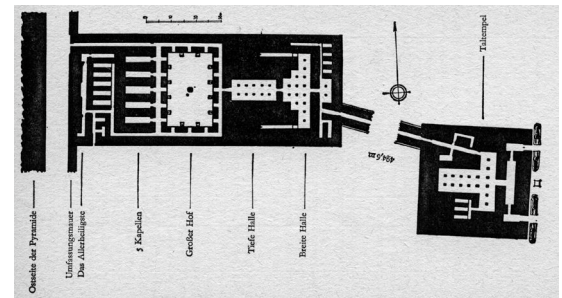 Ostseite der Pyramide
Umfassungsmauer
Das Allerheiligste
5 Kapellen
Großer Hof
Tiefe Halle
Breite Halle
494,6 m
Taltempel